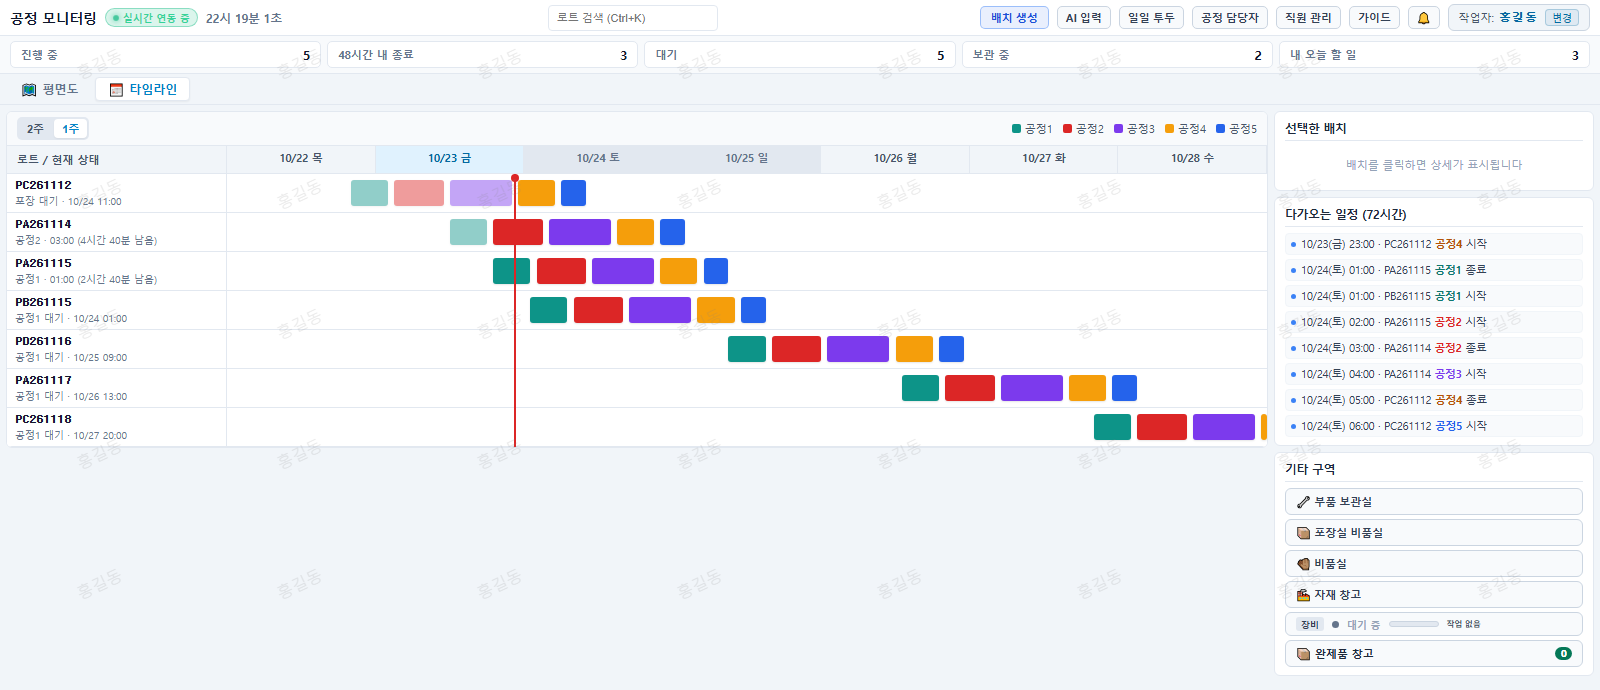 공정 모니터링
실시간 연동 중
22시 19분 1초
로트 검색 (Ctrl+K)
배치 생성
AI 입력
일일 투두
공정 담당자
직원 관리
가이드
작업자: 홍길동 변경
진행 중 5
48시간 내 종료 3
대기 5
보관 중 2
내 오늘 할 일 3
평면도
타임라인
2주 1주
공정1 공정2 공정3 공정4 공정5
로트 / 현재 상태
10/22 목
10/23 금
10/24 토
10/25 일
10/26 월
10/27 화
10/28 수
PC261112
포장 대기 · 10/24 11:00
PA261114
공정2 · 03:00 (4시간 40분 남음)
PA261115
공정1 · 01:00 (2시간 40분 남음)
PB261115
공정1 대기 · 10/24 01:00
PD261116
공정1 대기 · 10/25 09:00
PA261117
공정1 대기 · 10/26 13:00
PC261118
공정1 대기 · 10/27 20:00
선택한 배치
배치를 클릭하면 상세가 표시됩니다
다가오는 일정 (72시간)
10/23(금) 23:00 · PC261112 공정4 시작
10/24(토) 01:00 · PA261115 공정1 종료
10/24(토) 01:00 · PB261115 공정1 시작
10/24(토) 02:00 · PA261115 공정2 시작
10/24(토) 03:00 · PA261114 공정2 종료
10/24(토) 04:00 · PA261114 공정3 시작
10/24(토) 05:00 · PC261112 공정4 종료
10/24(토) 06:00 · PC261112 공정5 시작
기타 구역
부품 보관실
포장실 비품실
비품실
자재 창고
장비 대기 중 작업 없음
완제품 창고 0
홍길동